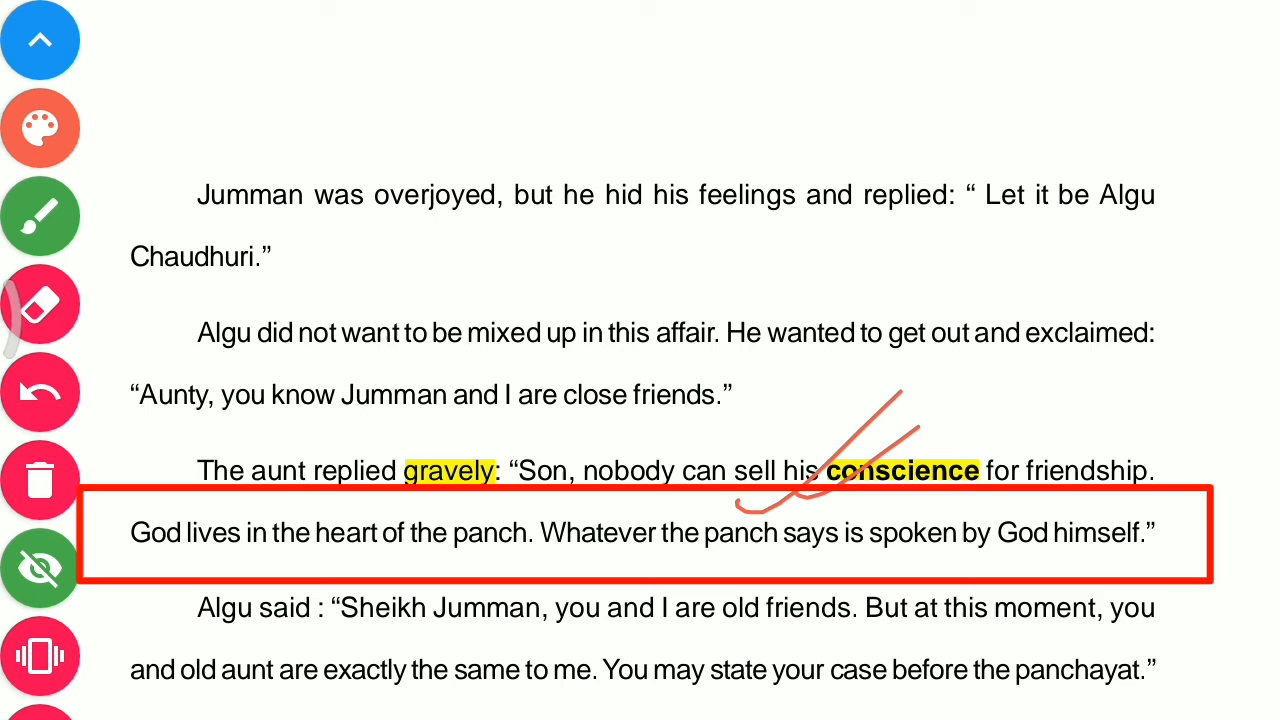 Jumman was overjoyed, but he hid his feelings and replied: “ Let it be Algu
Chaudhuri.”
Algu did not want to be mixed up in this affair. He wanted to get out and exclaimed:
“Aunty, you know Jumman and I are close friends.”
The aunt replied gravely: “Son, nobody can sell his conscience for friendship.
God lives in the heart of the panch. Whatever the panch says is spoken by God himself.”
Algu said : “Sheikh Jumman, you and I are old friends. But at this moment, you
and old aunt are exactly the same to me. You may state your case before the panchayat.”